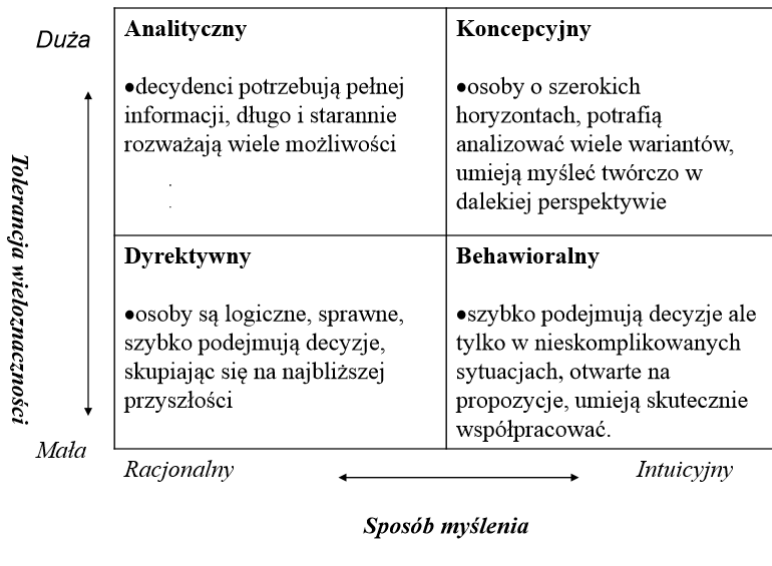 Duża
Analityczny
•decydenci potrzebują pełnej
informacji, długo i starannie
rozważają wiele możliwości
Koncepcyjny
•osoby o szerokich
horyzontach, potrafią
analizować wiele wariantów,
umieją myśleć twórczo w
dalekiej perspektywie
Tolerancja wieloznaczności
Dyrektywny
•osoby są logiczne, sprawne,
szybko podejmują decyzje,
skupiając się na najbliższej
przyszłości
Behawioralny
•szybko podejmują decyzje ale
tylko w nieskomplikowanych
sytuacjach, otwarte na
propozycje, umieją skutecznie
współpracować.
Mała
Racjonalny
Intuicyjny
Sposób myślenia